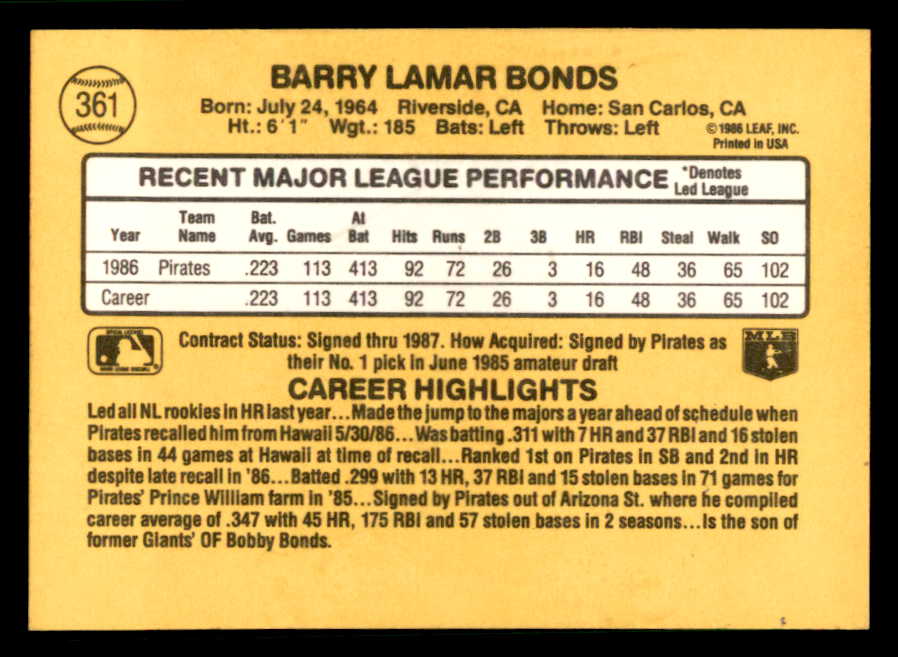 361
BARRY LAMAR BONDS
Born: July 24, 1964 Riverside, CA Home: San Carlos, CA
Ht.: 6'1" Wgt.: 185 Bats: Left Throws: Left
©1986 LEAF, INC.
Printed in USA
RECENT MAJOR LEAGUE PERFORMANCE *Denotes Led League
Year Team Name Bat. Avg. Games At Bat Hits Runs 2B 3B HR RBI Steal Walk SO
1986 Pirates .223 113 413 92 72 26 3 16 48 36 65 102
Career .223 113 413 92 72 26 3 16 48 36 65 102
Contract Status: Signed thru 1987. How Acquired: Signed by Pirates as
their No. 1 pick in June 1985 amateur draft
MLB
CAREER HIGHLIGHTS
Led all NL rookies in HR last year...Made the jump to the majors a year ahead of schedule when
Pirates recalled him from Hawaii 5/30/86...Was batting .311 with 7 HR and 37 RBI and 16 stolen
bases in 44 games at Hawaii at time of recall...Ranked 1st on Pirates in SB and 2nd in HR
despite late recall in '86...Batted .299 with 13 HR, 37 RBI and 15 stolen bases in 71 games for
Pirates' Prince William farm in '85...Signed by Pirates out of Arizona St. where he compiled
career average of .347 with 45 HR, 175 RBI and 57 stolen bases in 2 seasons...Is the son of
former Giants' OF Bobby Bonds.